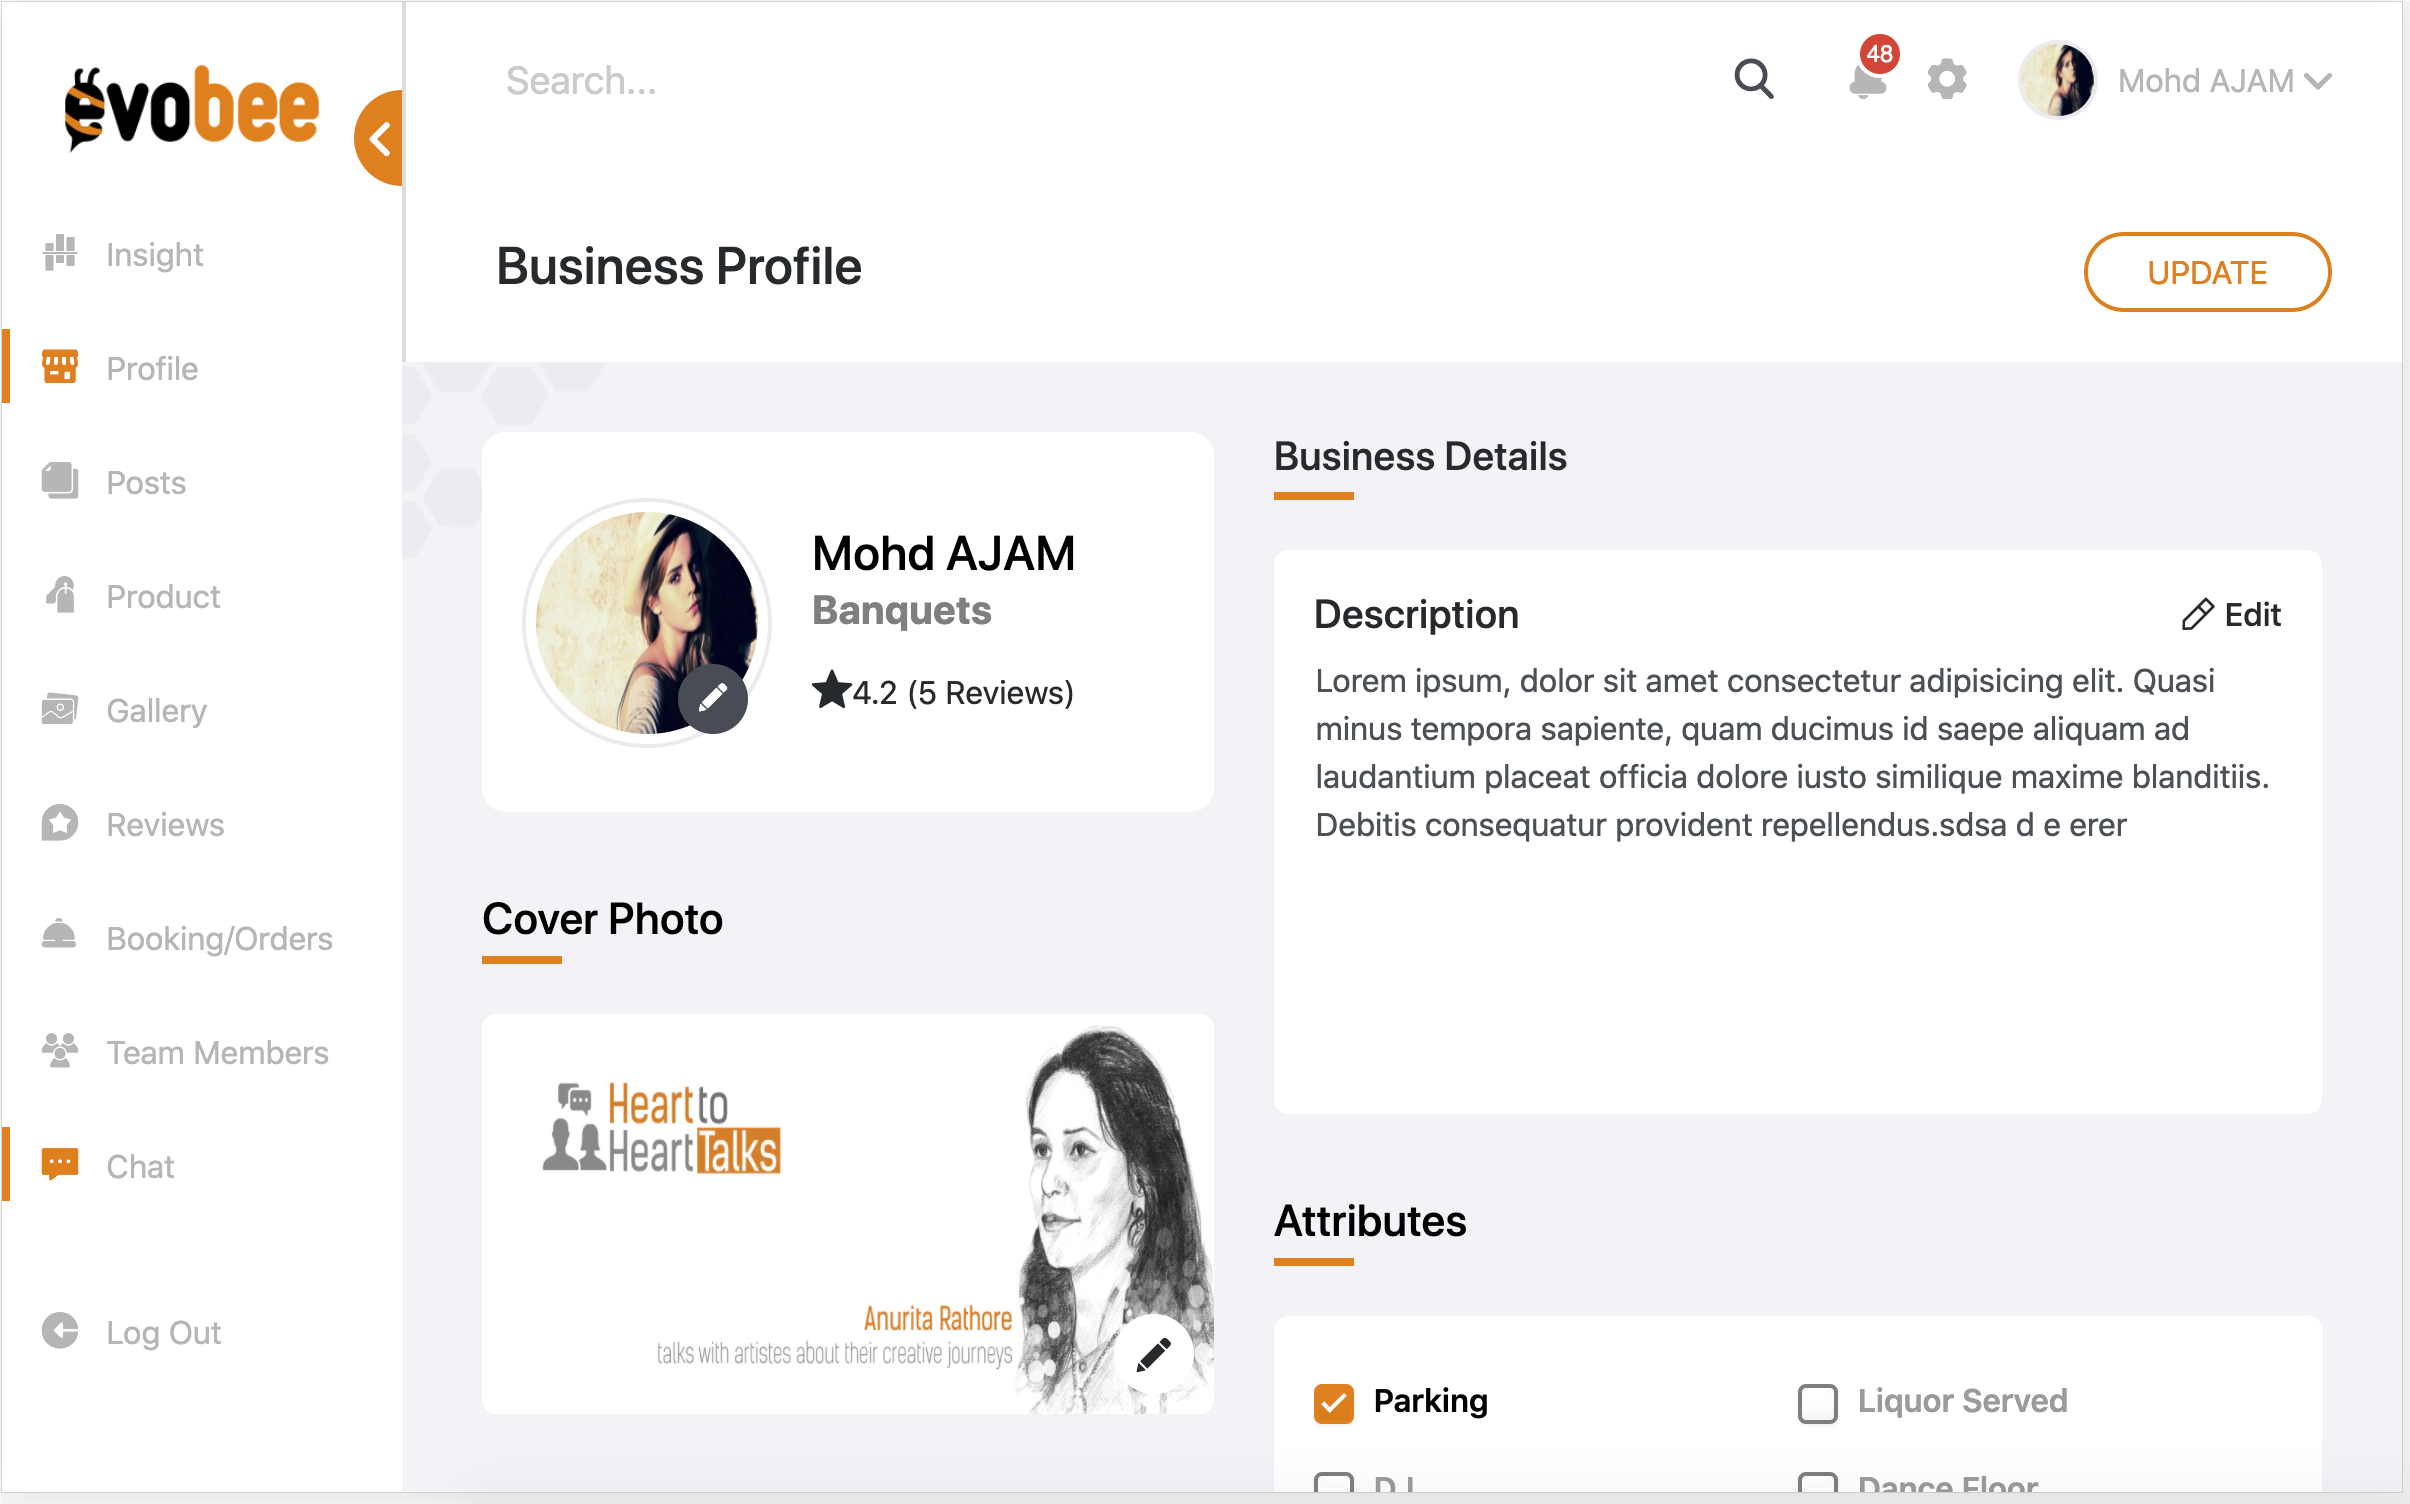 evobee
Search...
48
Mohd AJAM
Insight
Profile
Posts
Product
Gallery
Reviews
Booking/Orders
Team Members
Chat
Log Out
Business Profile
UPDATE
Mohd AJAM
Banquets
4.2 (5 Reviews)
Cover Photo
Heart to
Heart Talks
Anurita Rathore
talks with artistes about their creative journeys
Business Details
Description
Edit
Lorem ipsum, dolor sit amet consectetur adipisicing elit. Quasi
minus tempora sapiente, quam ducimus id saepe aliquam ad
laudantium placeat officia dolore iusto similique maxime blanditiis.
Debitis consequatur provident repellendus.sdsa d e erer
Attributes
Parking
Liquor Served
Dance Floor